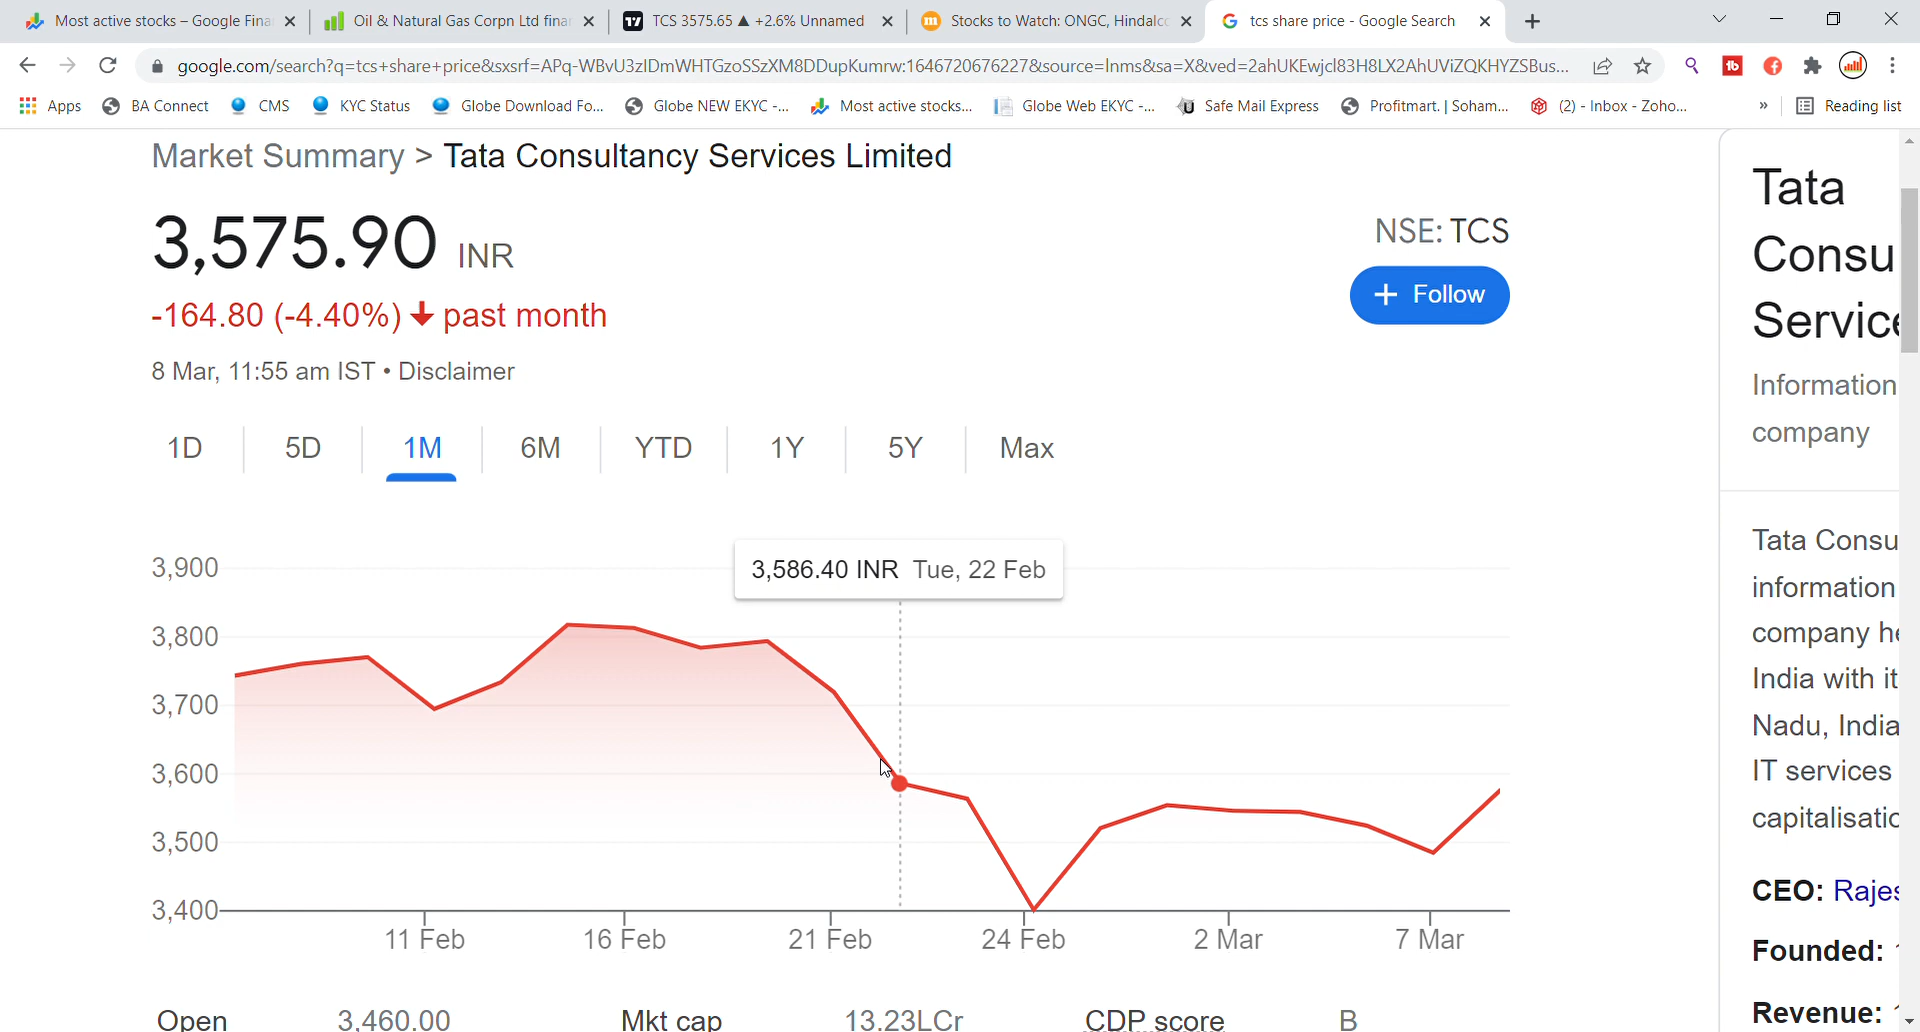 Most active stocks – Google Fina
Oil & Natural Gas Corpn Ltd fina
TCS 3575.65 ▲ +2.6% Unnamed
Stocks to Watch: ONGC, Hindalc
tcs share price - Google Search
google.com/search?q=tcs+share+price&sxsrf=APq-WBvU3zIDmWHTGzoSSzXM8DDupKumrw:1646720676227&source=lnms&sa=X&ved=2ahUKEwjcl83H8LX2AhUViZQKHYZSBus...
Apps
BA Connect
CMS
KYC Status
Globe Download Fo...
Globe NEW EKYC -...
Most active stocks...
Globe Web EKYC -...
Safe Mail Express
Profitmart. | Soham...
(2) - Inbox - Zoho...
»
Reading list
Market Summary > Tata Consultancy Services Limited
3,575.90 INR
-164.80 (-4.40%) ↓ past month
8 Mar, 11:55 am IST • Disclaimer
NSE: TCS
+ Follow
1D 5D 1M 6M YTD 1Y 5Y Max
3,586.40 INR Tue, 22 Feb
3,900
3,800
3,700
3,600
3,500
3,400
11 Feb 16 Feb 21 Feb 24 Feb 2 Mar 7 Mar
Open 3,460.00 Mkt cap 13.23LCr CDP score B
Tata
Consu
Service
Information
company
Tata Consu
information
company he
India with it
Nadu, India
IT services
capitalisatio
CEO: Rajes
Founded:
Revenue: